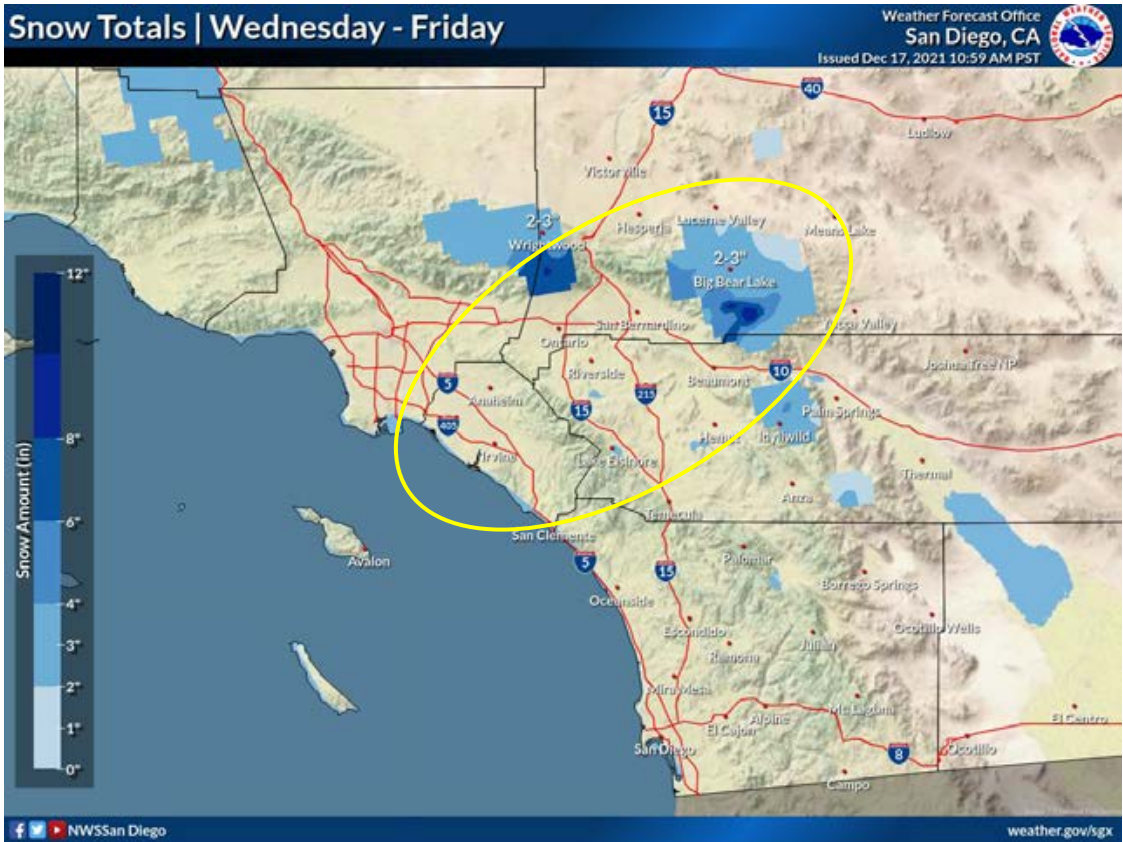 Snow Totals | Wednesday - Friday
Weather Forecast Office
San Diego, CA
Issued Dec 17, 2021 10:59 AM PST
40
15
Ludlow
Victorville
2-3"
Wrightwood
Hesperia
Lucerne Valley
Means Lake
2-3"
Big Bear Lake
12"
8"
6"
4"
3"
2"
1"
0"
Snow Amount (in)
San Bernardino
Yucca Valley
Ontario
Joshua Tree NP
Riverside
Beaumont
10
5
Anaheim
215
15
Palm Springs
405
Hemet
Idyllwild
Irvine
Lake Elsinore
Thermal
Anza
Temecula
San Clemente
Avalon
5
15
Palomar
Borrego Springs
Oceanside
Escondido
Ocotillo Wells
Ramona
Julian
Mira Mesa
Mt Laguna
El Cajon
Alpine
El Centro
San Diego
8
Ocotillo
Campo
NWSSan Diego
weather.gov/sgx